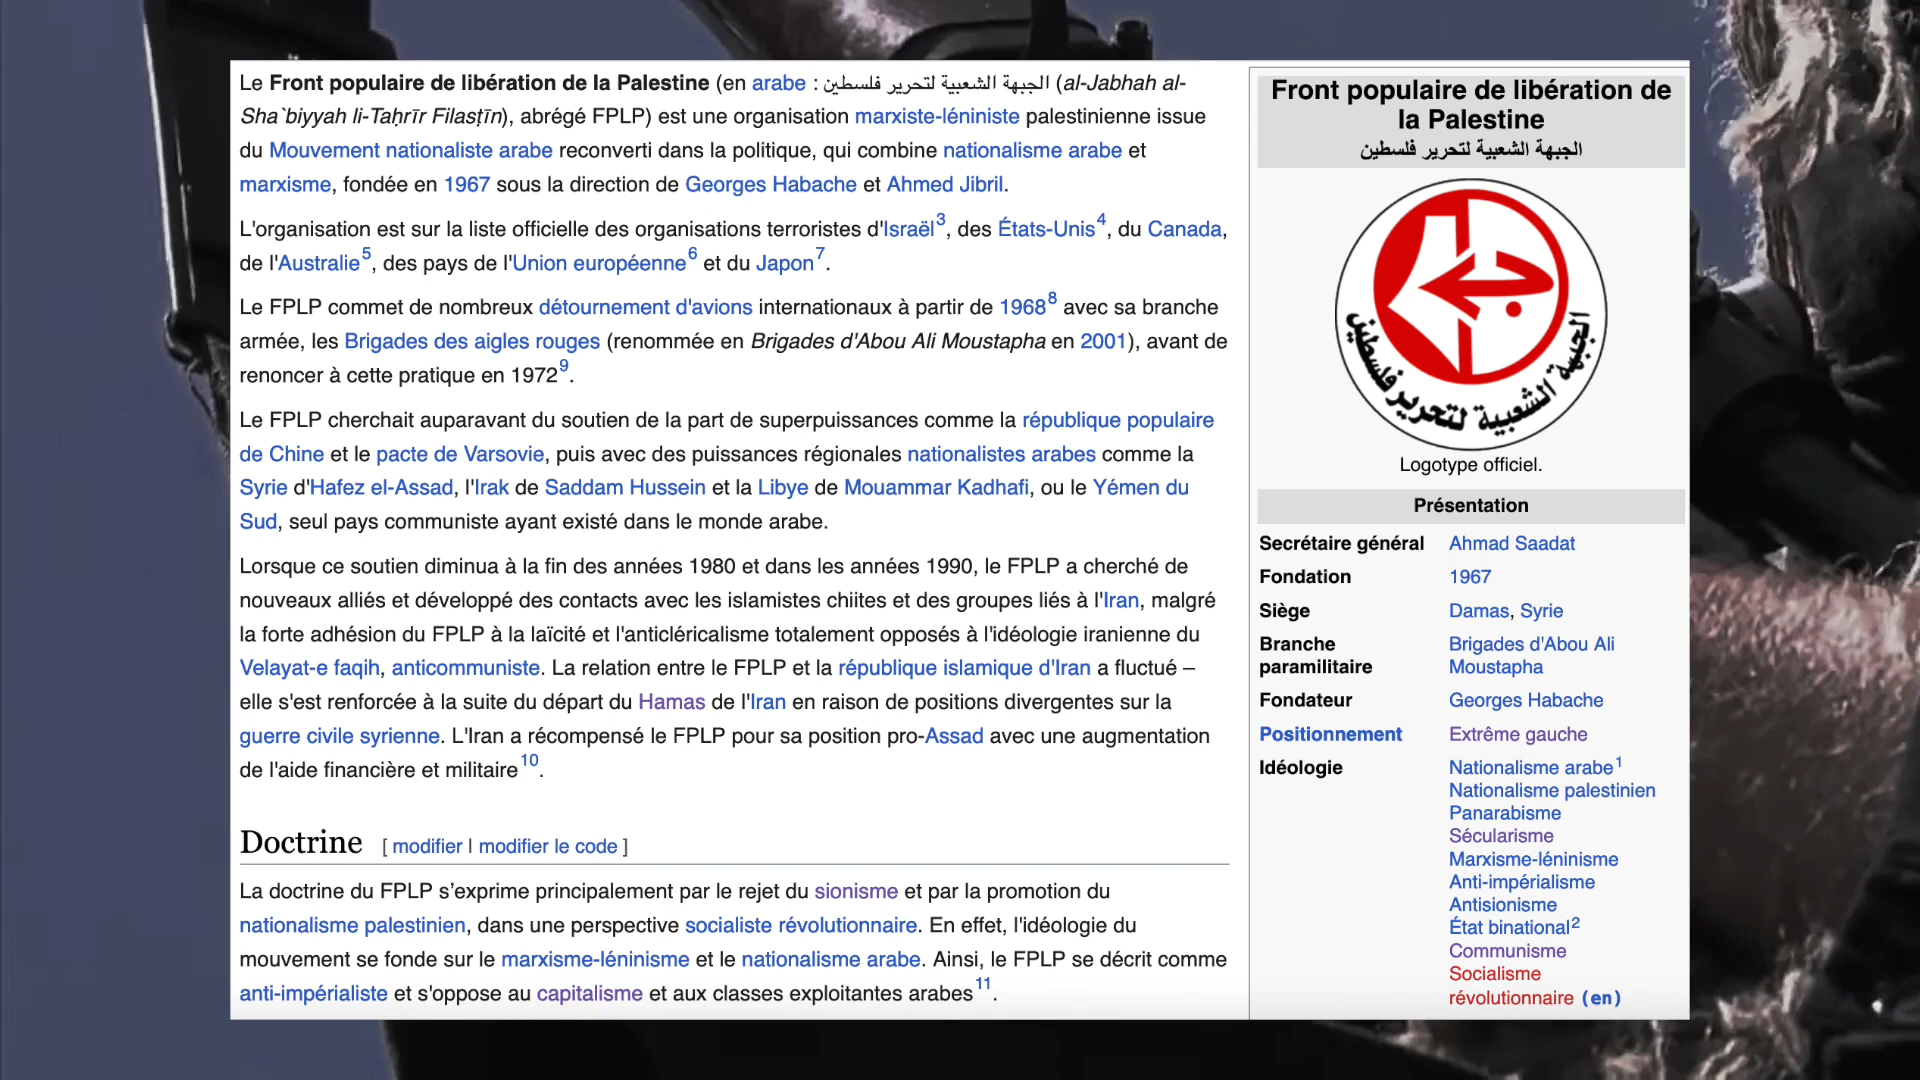 Le Front populaire de libération de la Palestine (en arabe : الجبهة الشعبية لتحرير فلسطين (al-Jabhah al-
Sha`biyyah li-Taḥrīr Filasṭīn), abrégé FPLP) est une organisation marxiste-léniniste palestinienne issue
du Mouvement nationaliste arabe reconverti dans la politique, qui combine nationalisme arabe et
marxisme, fondée en 1967 sous la direction de Georges Habache et Ahmed Jibril.
L'organisation est sur la liste officielle des organisations terroristes d'Israël3, des États-Unis4, du Canada,
de l'Australie5, des pays de l'Union européenne6 et du Japon7.
Le FPLP commet de nombreux détournement d'avions internationaux à partir de 19688 avec sa branche
armée, les Brigades des aigles rouges (renommée en Brigades d'Abou Ali Moustapha en 2001), avant de
renoncer à cette pratique en 19729.
Le FPLP cherchait auparavant du soutien de la part de superpuissances comme la république populaire
de Chine et le pacte de Varsovie, puis avec des puissances régionales nationalistes arabes comme la
Syrie d'Hafez el-Assad, l'Irak de Saddam Hussein et la Libye de Mouammar Kadhafi, ou le Yémen du
Sud, seul pays communiste ayant existé dans le monde arabe.
Lorsque ce soutien diminua à la fin des années 1980 et dans les années 1990, le FPLP a cherché de
nouveaux alliés et développé des contacts avec les islamistes chiites et des groupes liés à l'Iran, malgré
la forte adhésion du FPLP à la laïcité et l'anticléricalisme totalement opposés à l'idéologie iranienne du
Velayat-e faqih, anticommuniste. La relation entre le FPLP et la république islamique d'Iran a fluctué –
elle s'est renforcée à la suite du départ du Hamas de l'Iran en raison de positions divergentes sur la
guerre civile syrienne. L'Iran a récompensé le FPLP pour sa position pro-Assad avec une augmentation
de l'aide financière et militaire10.
Doctrine [ modifier | modifier le code ]
La doctrine du FPLP s’exprime principalement par le rejet du sionisme et par la promotion du
nationalisme palestinien, dans une perspective socialiste révolutionnaire. En effet, l'idéologie du
mouvement se fonde sur le marxisme-léninisme et le nationalisme arabe. Ainsi, le FPLP se décrit comme
anti-impérialiste et s'oppose au capitalisme et aux classes exploitantes arabes11.
Front populaire de libération de
la Palestine
الجبهة الشعبية لتحرير فلسطين
الجبهة الشعبية لتحرير فلسطين
Logotype officiel.
Présentation
Secrétaire général Ahmad Saadat
Fondation 1967
Siège Damas, Syrie
Branche Brigades d'Abou Ali
paramilitaire Moustapha
Fondateur Georges Habache
Positionnement Extrême gauche
Idéologie Nationalisme arabe1
Nationalisme palestinien
Panarabisme
Sécularisme
Marxisme-léninisme
Anti-impérialisme
Antisionisme
État binational2
Communisme
Socialisme
révolutionnaire (en)